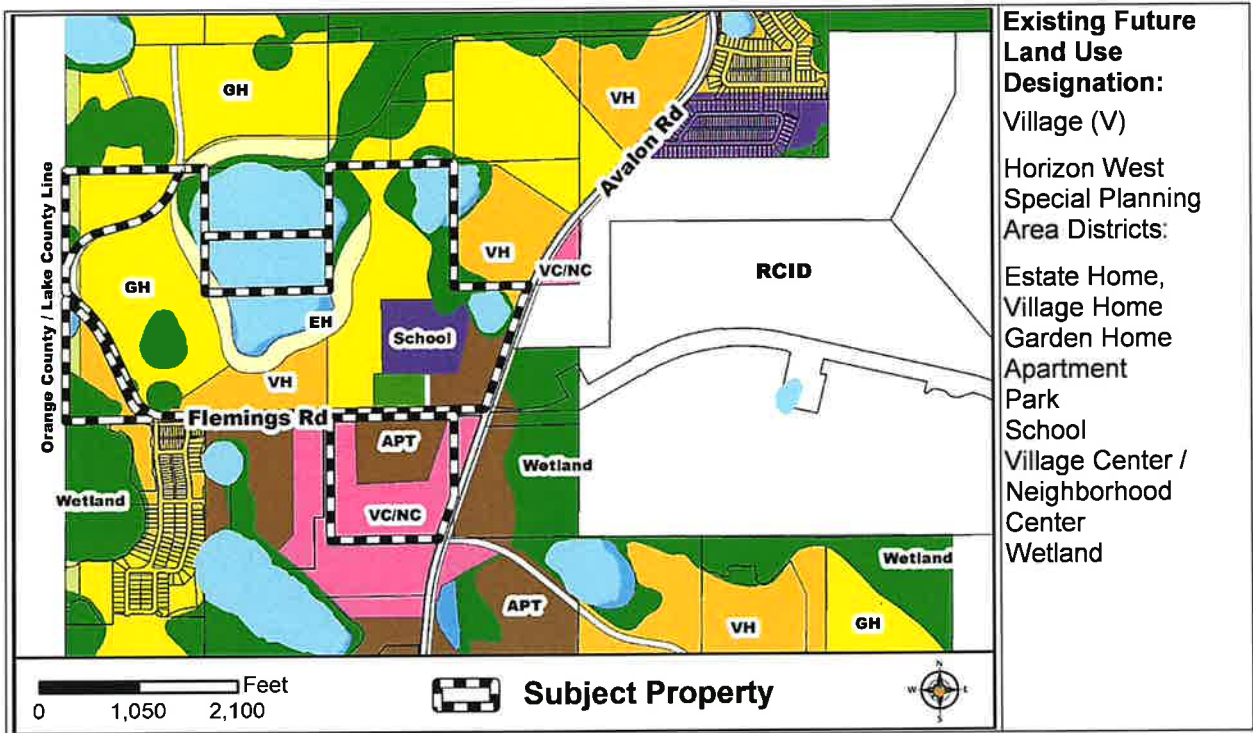 GH
VH
Avalon Rd
Orange County / Lake County Line
GH
VH
VC/NC
RCID
EH
School
VH
Flemings Rd
APT
Wetland
Wetland
VC/NC
Wetland
APT
VH
GH
Feet
0 1,050 2,100
Subject Property
N
W E
S
Existing Future
Land Use
Designation:
Village (V)
Horizon West
Special Planning
Area Districts:
Estate Home,
Village Home
Garden Home
Apartment
Park
School
Village Center /
Neighborhood
Center
Wetland